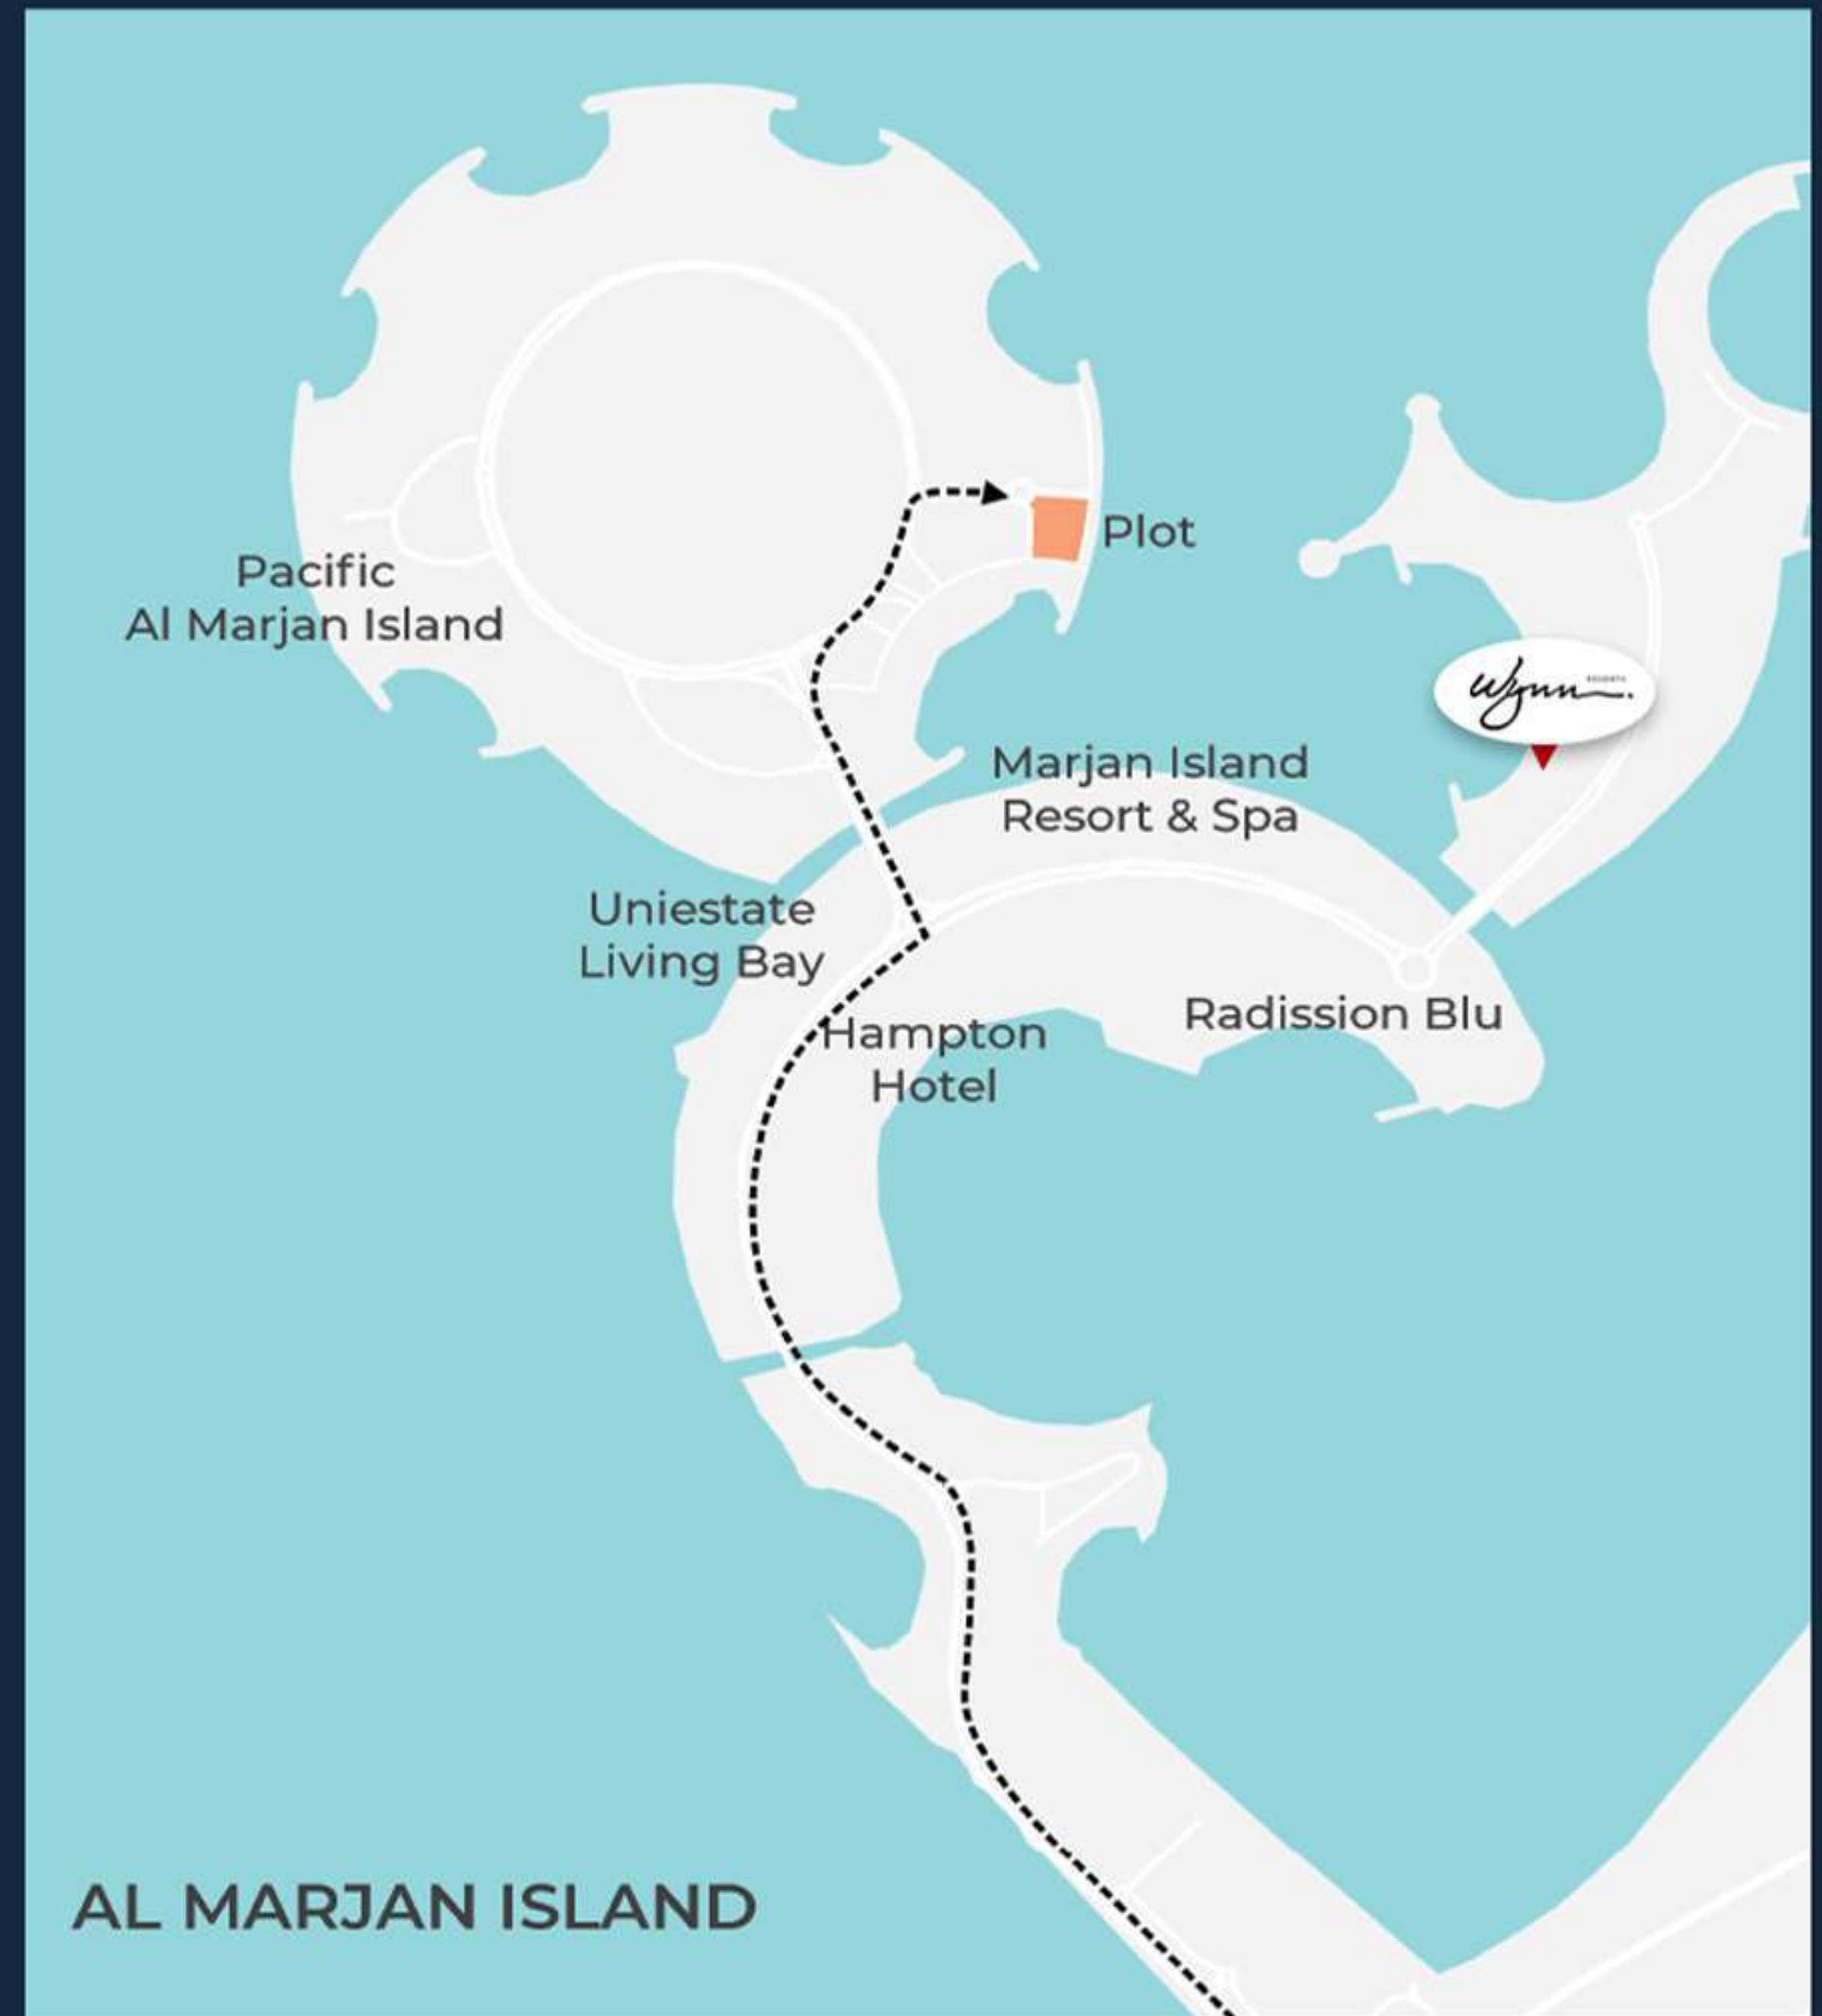 Plot
Pacific
Al Marjan Island
Wynn
RESORTS
Marjan Island
Resort & Spa
Uniestate
Living Bay
Hampton
Hotel
Radission Blu
AL MARJAN ISLAND